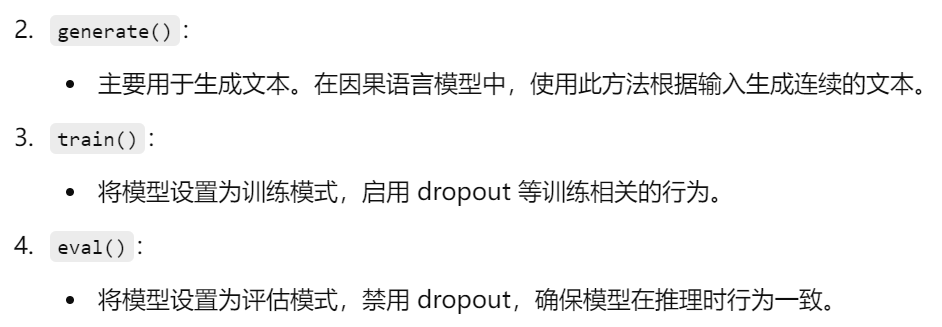 2. generate()：
• 主要用于生成文本。在因果语言模型中，使用此方法根据输入生成连续的文本。
3. train()：
• 将模型设置为训练模式，启用 dropout 等训练相关的行为。
4. eval()：
• 将模型设置为评估模式，禁用 dropout，确保模型在推理时行为一致。